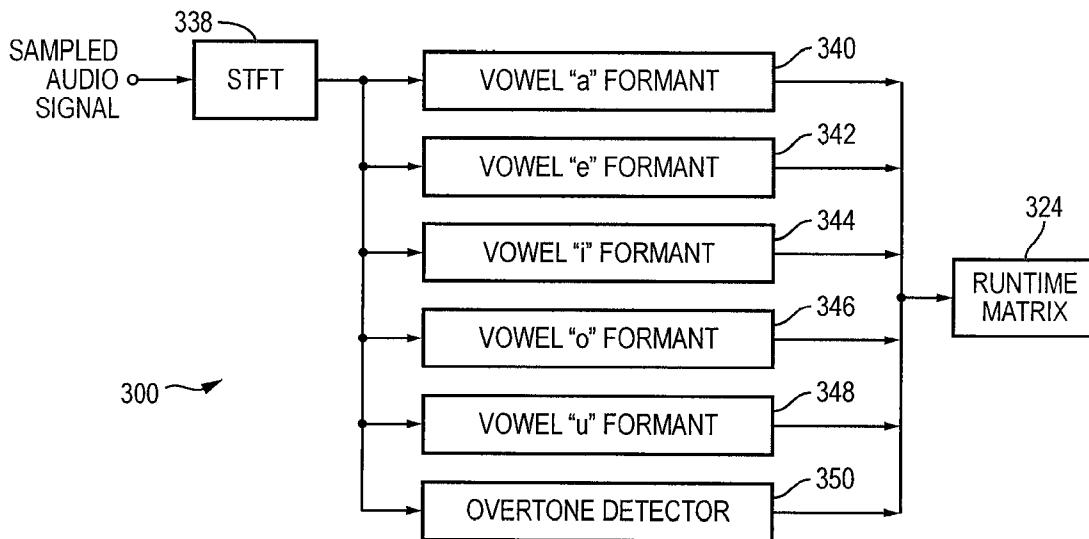 338
SAMPLED
AUDIO
SIGNAL
STFT
VOWEL "a" FORMANT
340
VOWEL "e" FORMANT
342
VOWEL "i" FORMANT
344
324
RUNTIME
MATRIX
VOWEL "o" FORMANT
346
300
VOWEL "u" FORMANT
348
OVERTONE DETECTOR
350